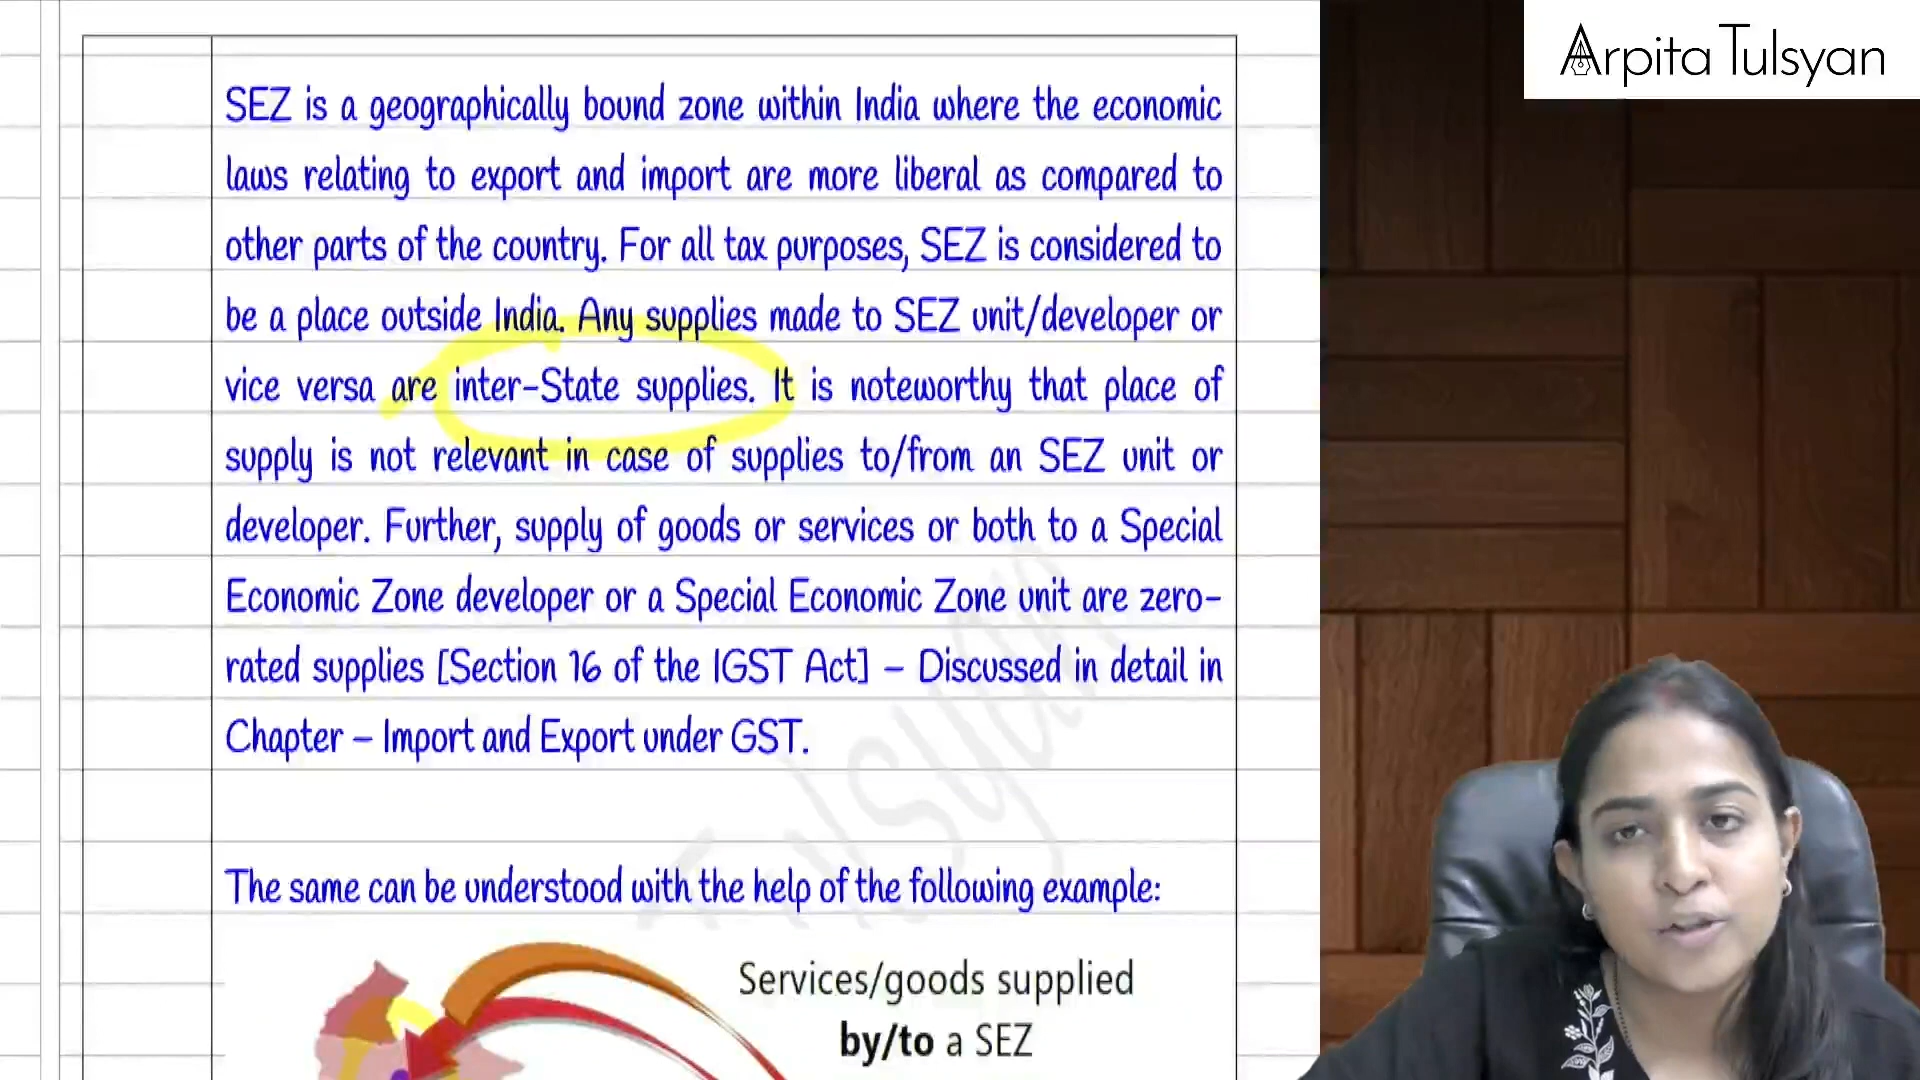 Arpita Tulsyan
SEZ is a geographically bound zone within India where the economic
laws relating to export and import are more liberal as compared to
other parts of the country. For all tax purposes, SEZ is considered to
be a place outside India. Any supplies made to SEZ unit/developer or
vice versa are inter-State supplies. It is noteworthy that place of
supply is not relevant in case of supplies to/from an SEZ unit or
developer. Further, supply of goods or services or both to a Special
Economic Zone developer or a Special Economic Zone unit are zero-
rated supplies [Section 16 of the IGST Act] – Discussed in detail in
Chapter – Import and Export under GST.
Tulsyan
The same can be understood with the help of the following example:
Services/goods supplied
by/to a SEZ